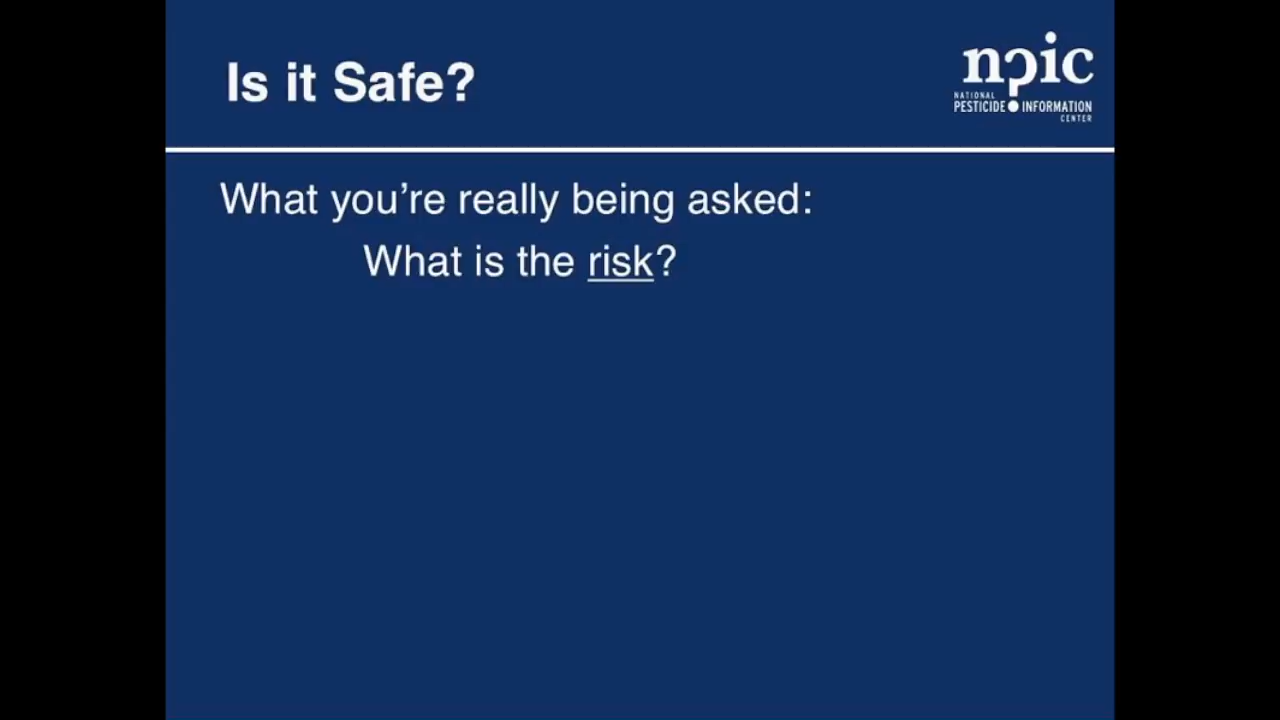 Is it Safe?
npic
NATIONAL
PESTICIDE INFORMATION
CENTER
What you’re really being asked:
What is the risk?